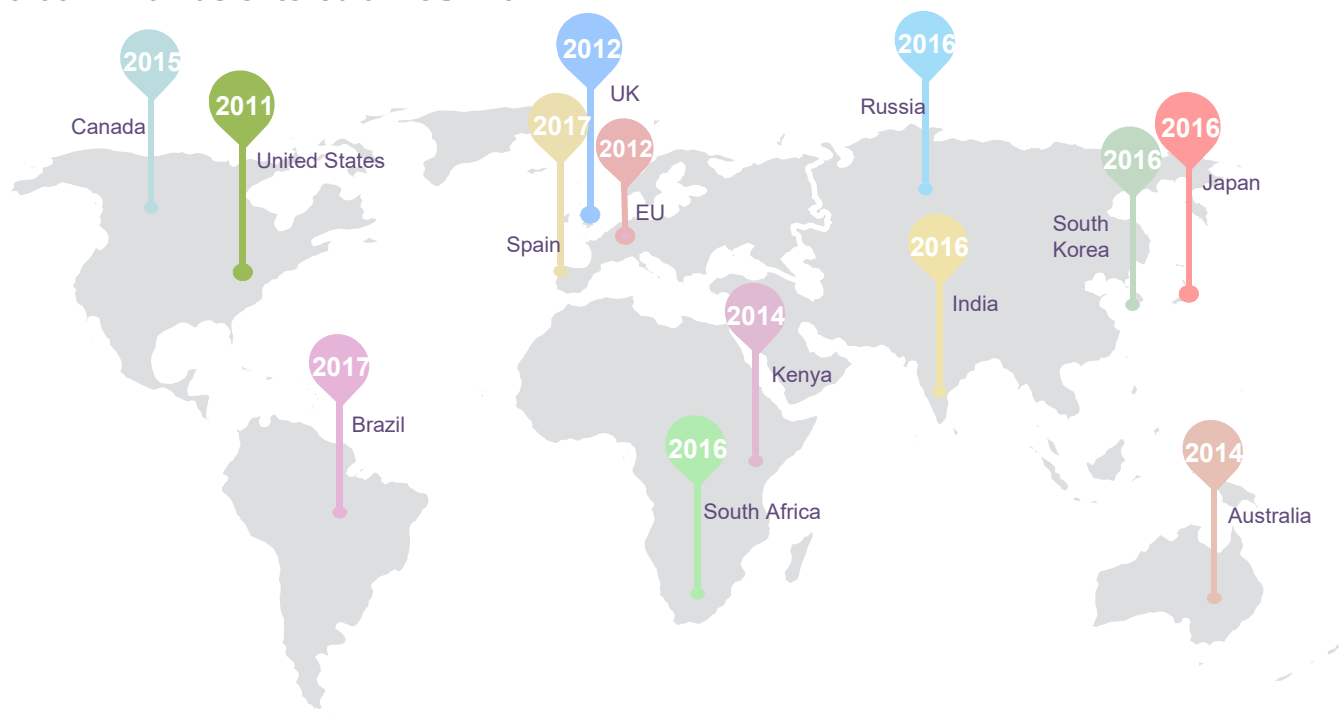 2015
Canada
2011
United States
2012
UK
2017
Spain
2012
EU
2016
Russia
2016
South
Korea
2016
Japan
2016
India
2014
Kenya
2017
Brazil
2016
South Africa
2014
Australia